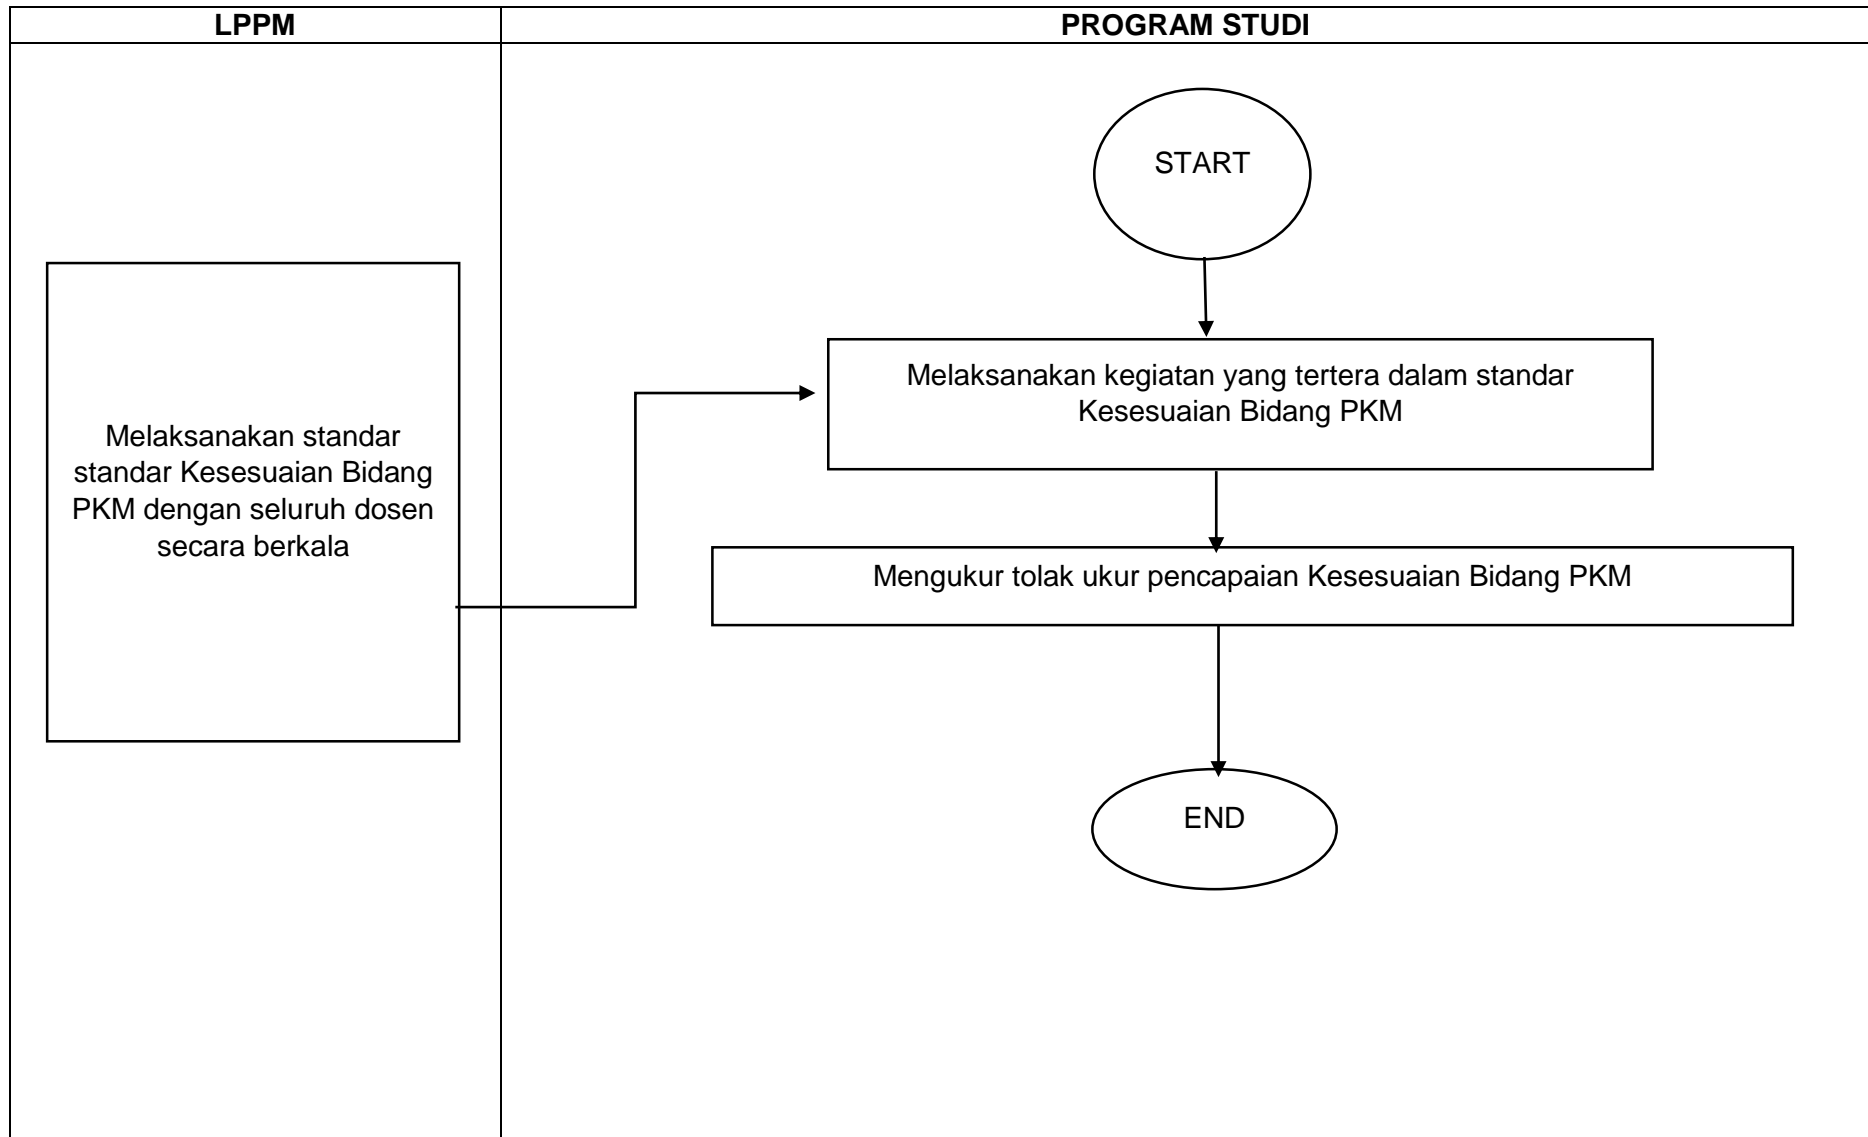 LPPM
PROGRAM STUDI
START
Melaksanakan kegiatan yang tertera dalam standar
Kesesuaian Bidang PKM
Melaksanakan standar
standar Kesesuaian Bidang
PKM dengan seluruh dosen
secara berkala
Mengukur tolak ukur pencapaian Kesesuaian Bidang PKM
END